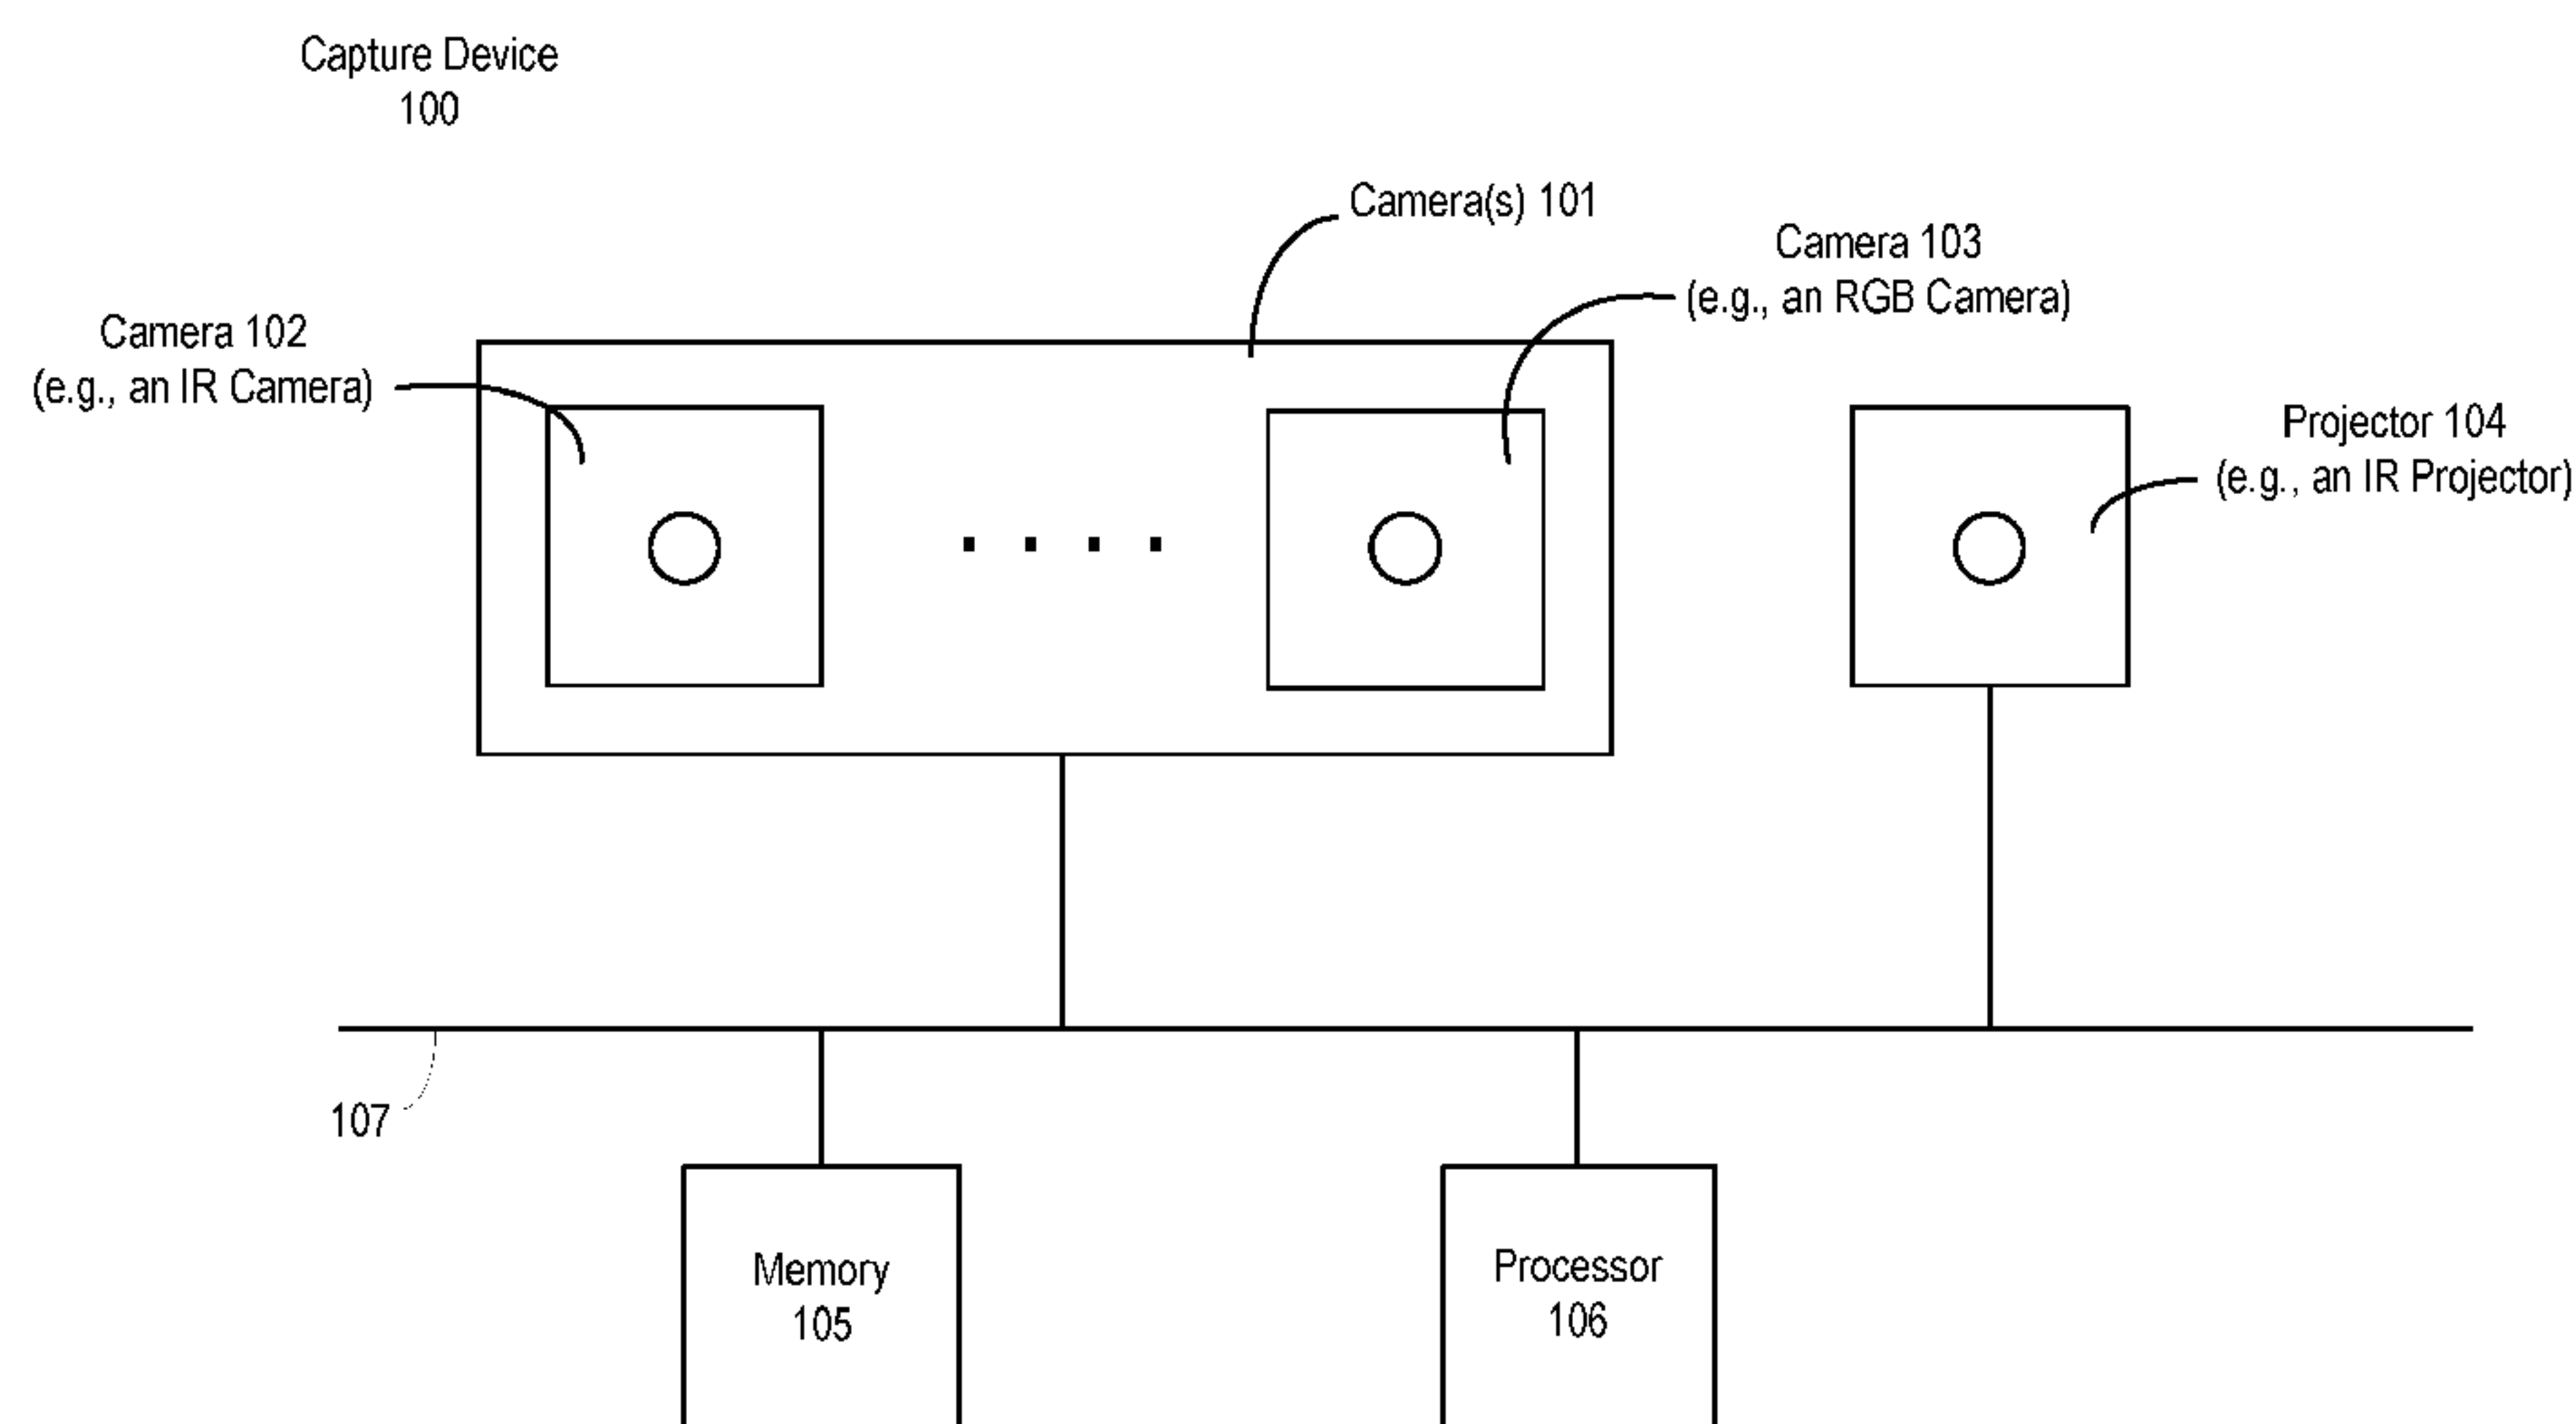 Capture Device
100
Camera(s) 101
Camera 103
(e.g., an RGB Camera)
Camera 102
(e.g., an IR Camera)
Projector 104
(e.g., an IR Projector)
107
Memory
105
Processor
106